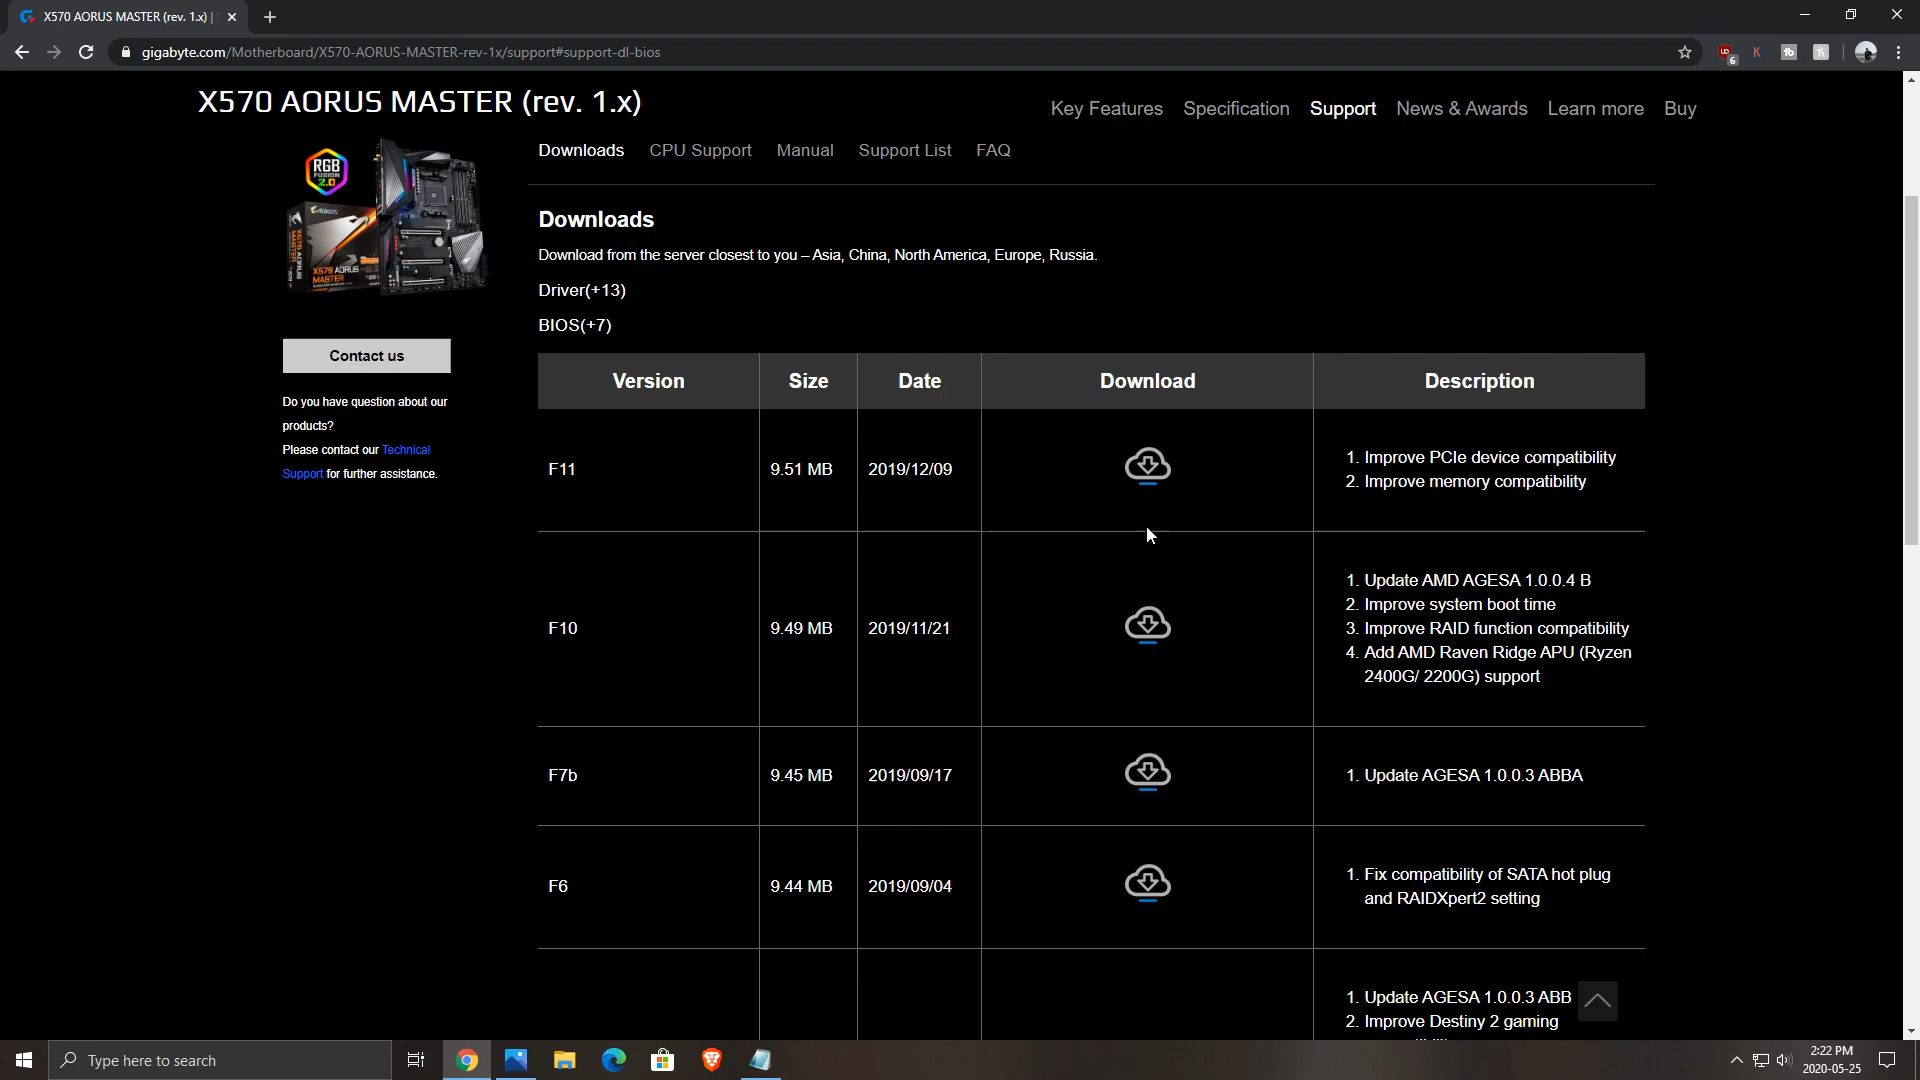 X570 AORUS MASTER (rev. 1.x) |
gigabyte.com/Motherboard/X570-AORUS-MASTER-rev-1x/support#support-dl-bios
6
K
X570 AORUS MASTER (rev. 1.x)
Key Features Specification Support News & Awards Learn more Buy
Downloads CPU Support Manual Support List FAQ
RGB
FUSION
2.0
AORUS
X570 AORUS
MASTER
Downloads
Download from the server closest to you – Asia, China, North America, Europe, Russia.
Driver(+13)
BIOS(+7)
Contact us
Do you have question about our
products?
Please contact our Technical
Support for further assistance.
Version Size Date Download Description
F11 9.51 MB 2019/12/09
1. Improve PCIe device compatibility
2. Improve memory compatibility
F10 9.49 MB 2019/11/21
1. Update AMD AGESA 1.0.0.4 B
2. Improve system boot time
3. Improve RAID function compatibility
4. Add AMD Raven Ridge APU (Ryzen
2400G/ 2200G) support
F7b 9.45 MB 2019/09/17
1. Update AGESA 1.0.0.3 ABBA
F6 9.44 MB 2019/09/04
1. Fix compatibility of SATA hot plug
and RAIDXpert2 setting
1. Update AGESA 1.0.0.3 ABB
2. Improve Destiny 2 gaming
Type here to search
2:22 PM
2020-05-25